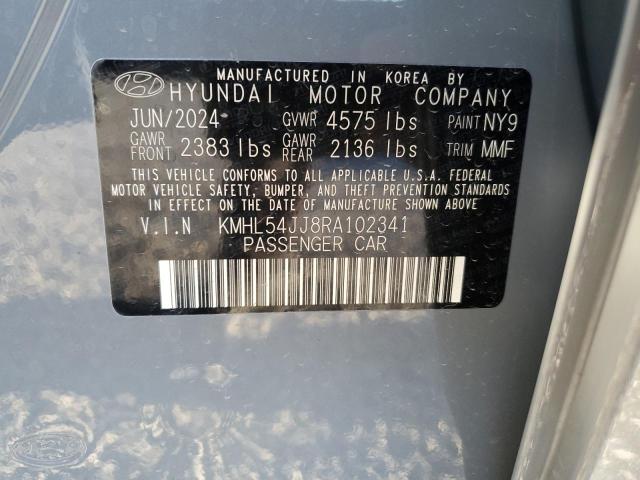 MANUFACTURED IN KOREA BY
HYUNDAI MOTOR COMPANY
JUN/2024 GVWR 4575 lbs PAINT NY9
GAWR FRONT 2383 lbs GAWR REAR 2136 lbs TRIM MMF
THIS VEHICLE CONFORMS TO ALL APPLICABLE U.S.A. FEDERAL
MOTOR VEHICLE SAFETY, BUMPER, AND THEFT PREVENTION STANDARDS
IN EFFECT ON THE DATE OF MANUFACTURE SHOWN ABOVE.
V.I.N KMHL54JJ8RA102341
PASSENGER CAR